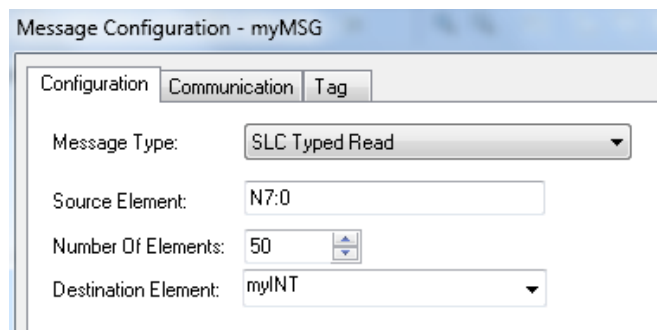 Message Configuration - myMSG
Configuration Communication Tag
Message Type: SLC Typed Read
Source Element: N7:0
Number Of Elements: 50
Destination Element: myINT